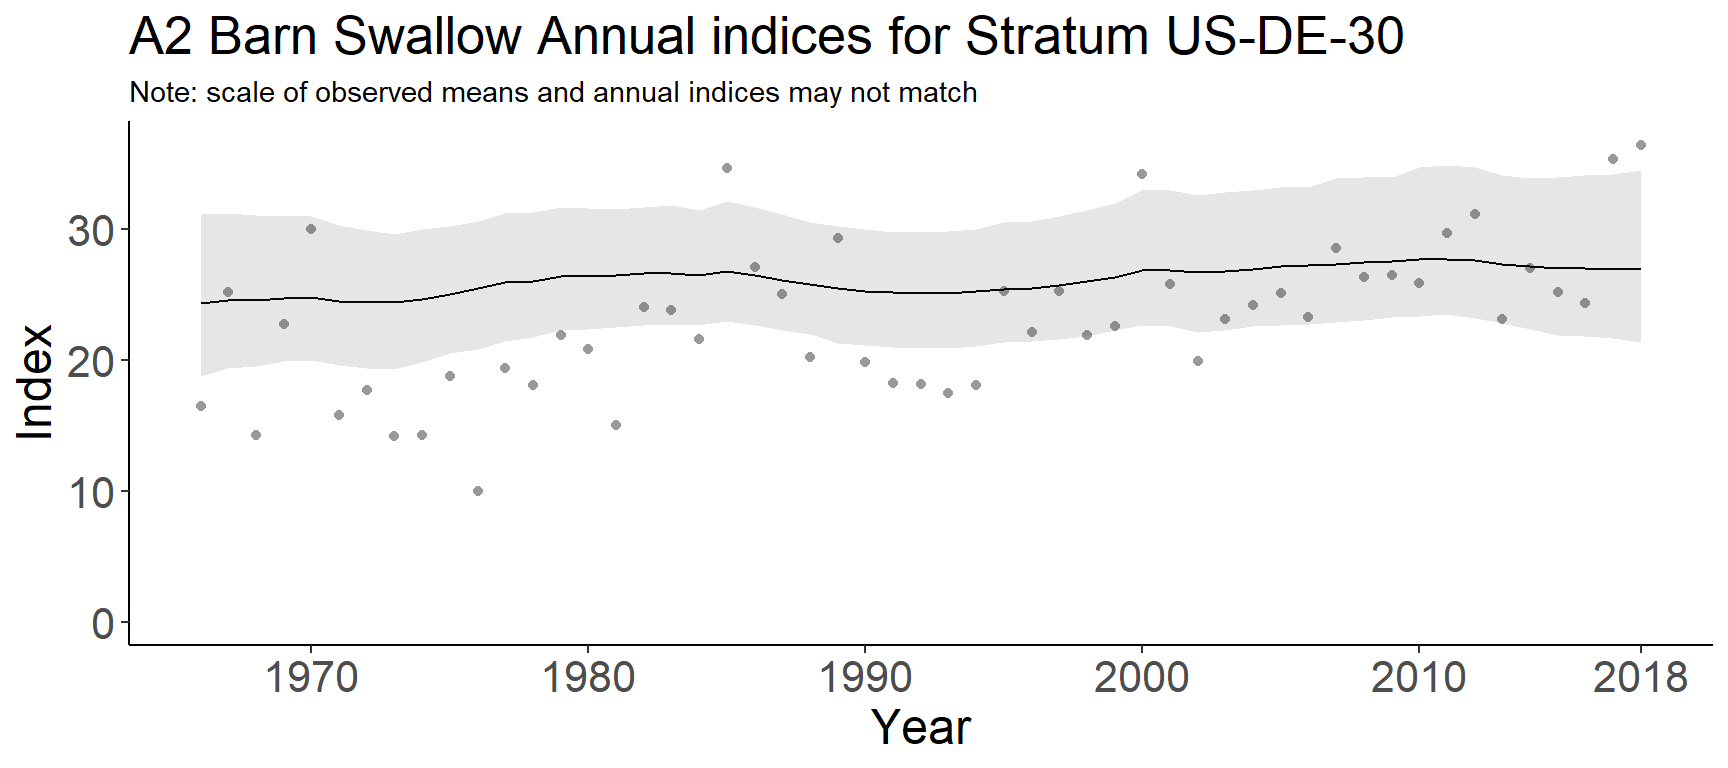 A2 Barn Swallow Annual indices for Stratum US-DE-30
Note: scale of observed means and annual indices may not match
Index
30
20
10
0
1970 1980 1990 2000 2010 2018
Year